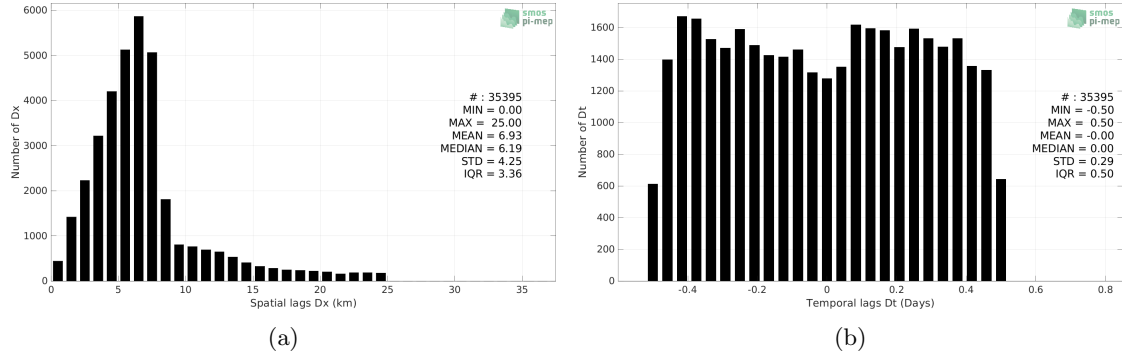 6000
5000
4000
3000
2000
1000
0
Number of Dx
0 5 10 15 20 25 30 35
Spatial lags Dx (km)
smos
pi-mep
# : 35395
MIN = 0.00
MAX = 25.00
MEAN = 6.93
MEDIAN = 6.19
STD = 4.25
IQR = 3.36
(a)
1600
1400
1200
1000
800
600
400
200
0
Number of Dt
-0.4 -0.2 0 0.2 0.4 0.6 0.8
Temporal lags Dt (Days)
smos
pi-mep
# : 35395
MIN = -0.50
MAX = 0.50
MEAN = -0.00
MEDIAN = 0.00
STD = 0.29
IQR = 0.50
(b)